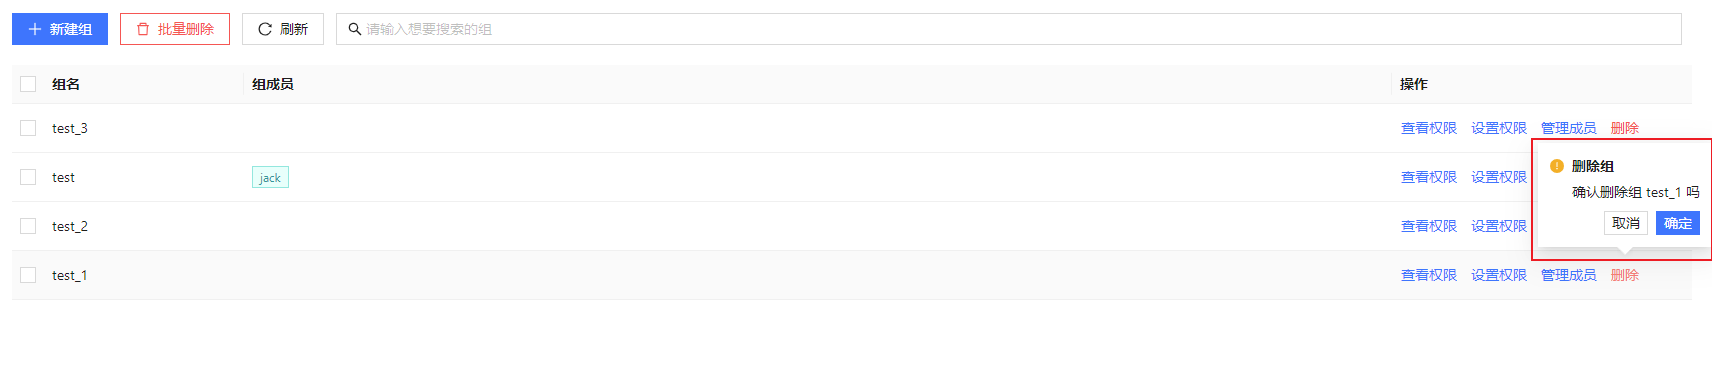 新建组 批量删除 刷新 请输入想要搜索的组
组名 组成员 操作
test_3 查看权限 设置权限 管理成员 删除
test jack 查看权限 设置权限
test_2 查看权限 设置权限
test_1 查看权限 设置权限 管理成员 删除
删除组
确认删除组 test_1 吗
取消 确定